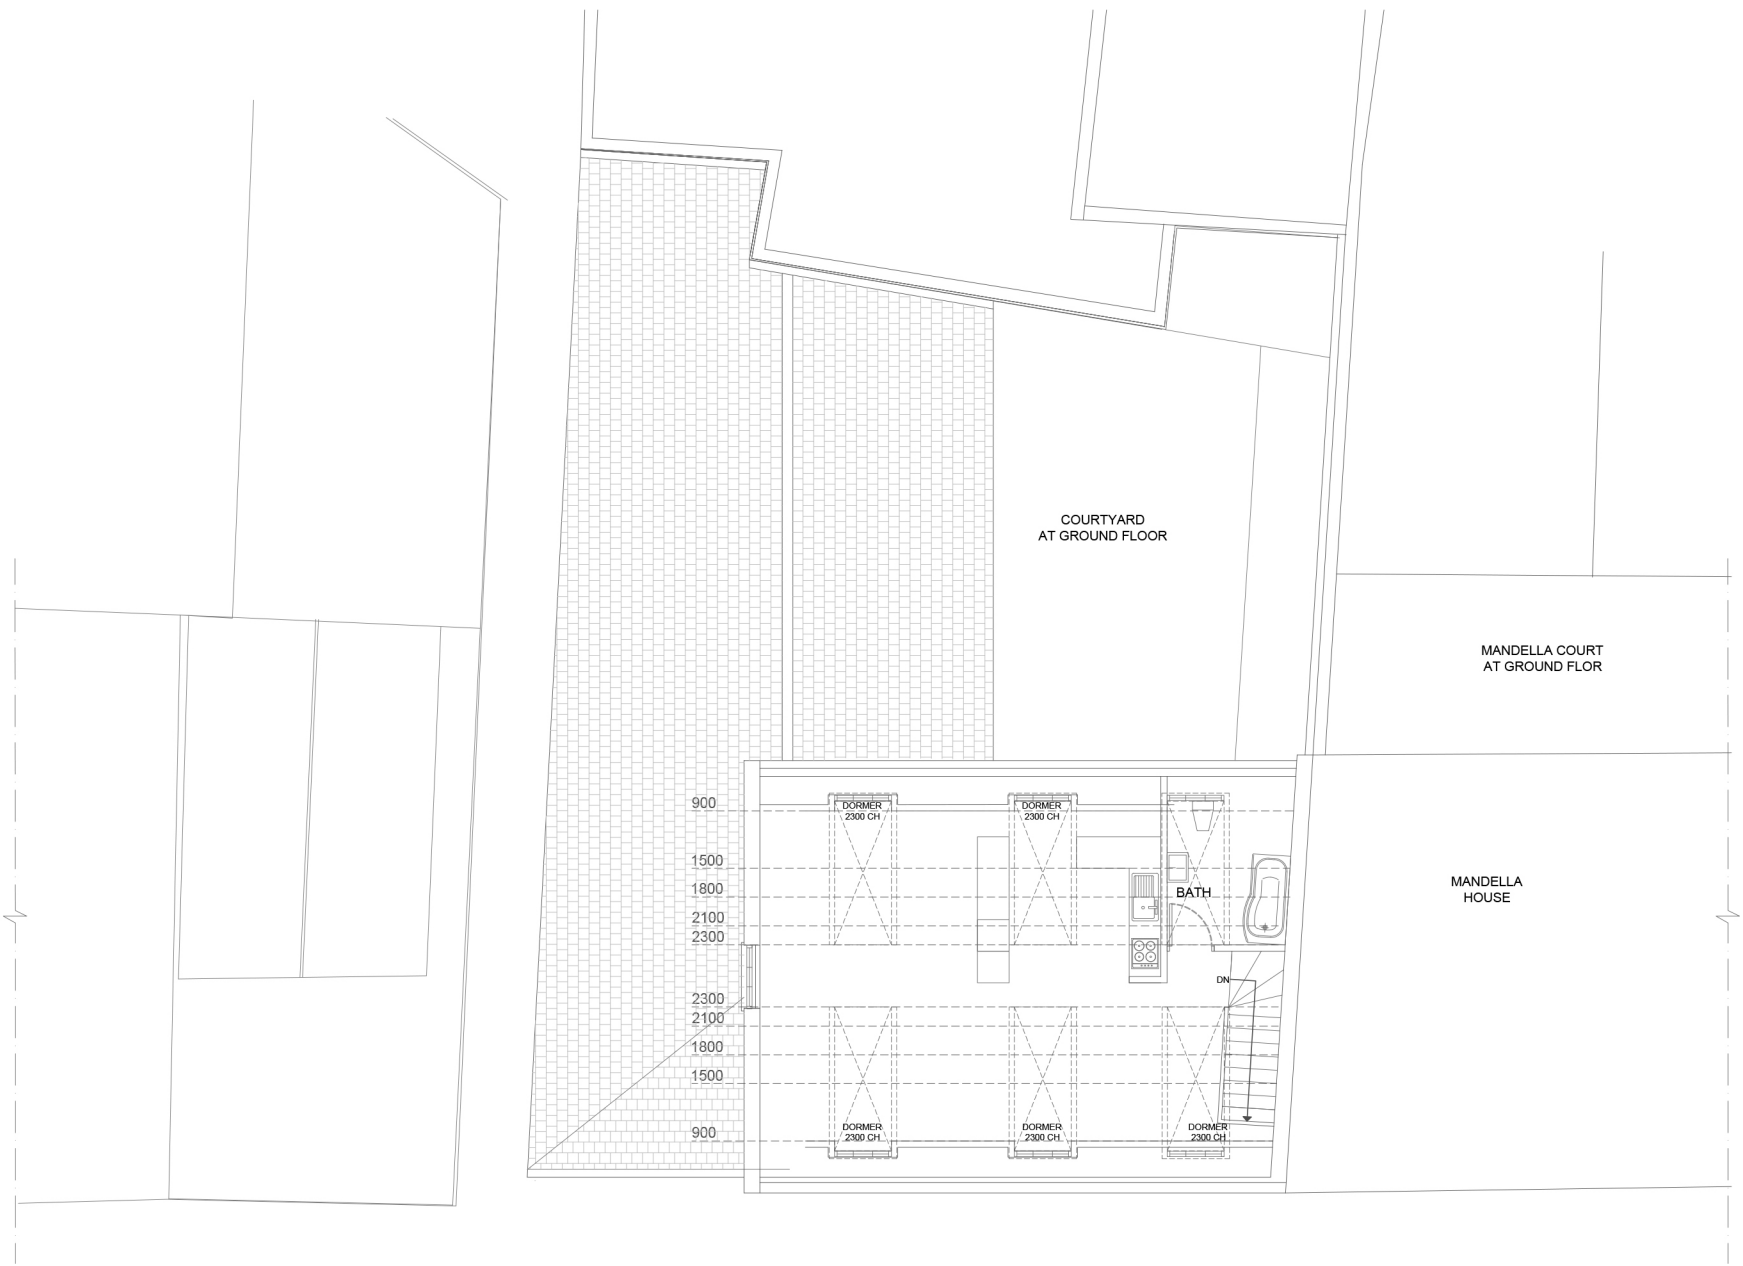 COURTYARD
AT GROUND FLOOR
MANDELLA COURT
AT GROUND FLOR
900
DORMER
2300 CH
DORMER
2300 CH
1500
1800
BATH
MANDELLA
HOUSE
2100
2300
DN
2300
2100
1800
1500
900
DORMER
2300 CH
DORMER
2300 CH
DORMER
2300 CH